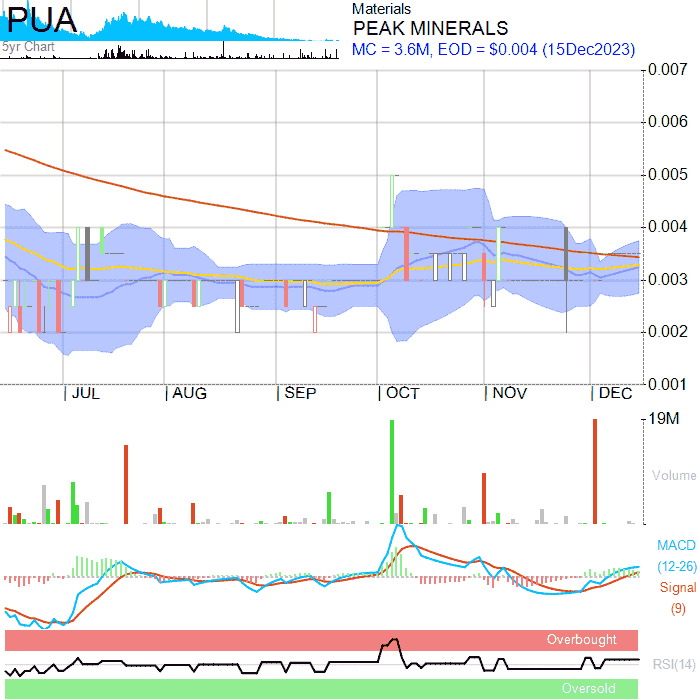 PUA
5yr Chart
Materials
PEAK MINERALS
MC = 3.6M, EOD = $0.004 (15Dec2023)
0.007
0.006
0.005
0.004
0.003
0.002
0.001
JUL
AUG
SEP
OCT
NOV
DEC
19M
Volume
MACD
(12-26)
Signal
(9)
Overbought
RSI(14)
Oversold